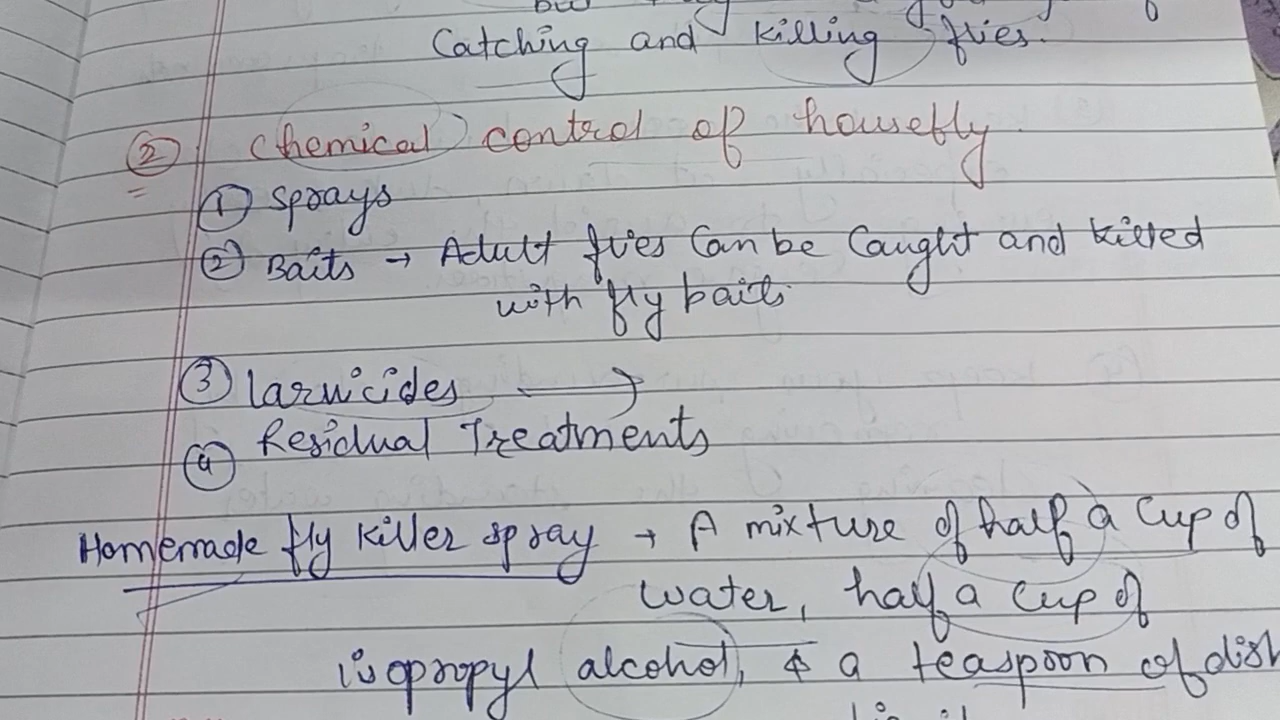 Catching and killing flies.
② Chemical control of housefly
① Sprays
② Baits → Adult flies Can be Caught and killed
with fly baits
③ larvicides →
④ Residual Treatments
Homemade fly Killer spray → A mixture of half a Cup of
water, half a Cup of
isopropyl alcohol, & a teaspoon of dish